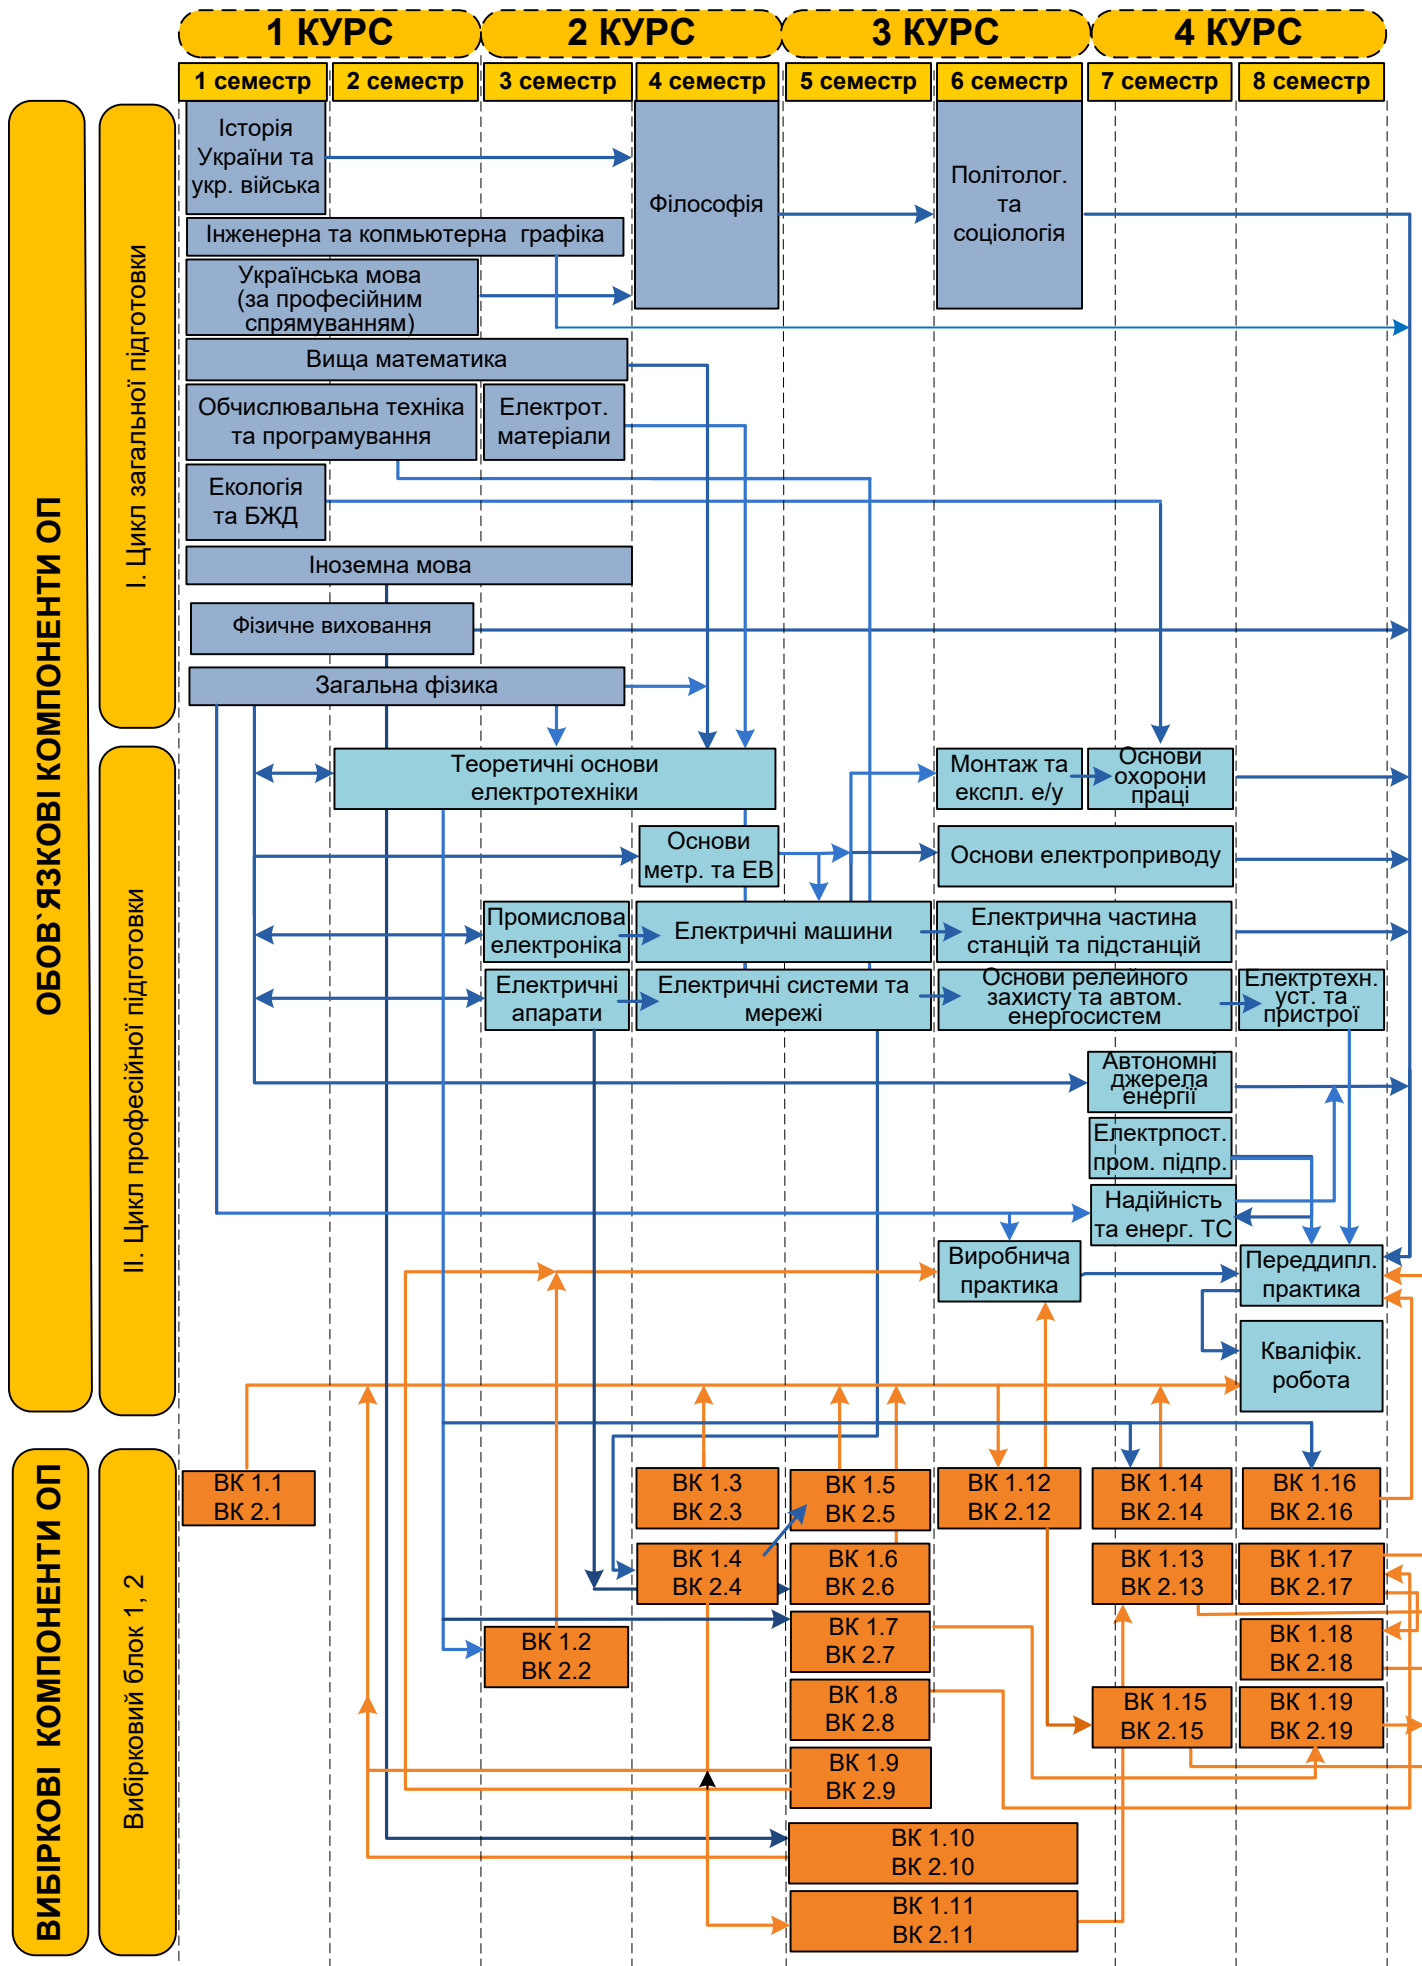 1 КУРС
2 КУРС
3 КУРС
4 КУРС
1 семестр
2 семестр
3 семестр
4 семестр
5 семестр
6 семестр
7 семестр
8 семестр
ОБОВ`ЯЗКОВІ КОМПОНЕНТИ ОП
І. Цикл загальної підготовки
Історія
України та
укр. війська
Філософія
Політолог.
та
соціологія
Інженерна та копмьютерна графіка
Українська мова
(за професійним
спрямуванням)
Вища математика
Обчислювальна техніка
та програмування
Електрот.
матеріали
Екологія
та БЖД
Іноземна мова
Фізичне виховання
Загальна фізика
ІІ. Цикл професійної підготовки
Теоретичні основи
електротехніки
Монтаж та
експл. е/у
Основи
охорони
праці
Основи
метр. та ЕВ
Основи електроприводу
Промислова
електроніка
Електричні машини
Електрична частина
станцій та підстанцій
Електричні
апарати
Електричні системи та
мережі
Основи релейного
захисту та автом.
енергосистем
Електртехн.
уст. та
пристрої
Автономні
джерела
енергії
Електрпост.
пром. підпр.
Надійність
та енерг. ТС
Виробнича
практика
Переддипл.
практика
Кваліфік.
робота
ВИБІРКОВІ КОМПОНЕНТИ ОП
Вибірковий блок 1, 2
ВК 1.1
ВК 2.1
ВК 1.3
ВК 2.3
ВК 1.5
ВК 2.5
ВК 1.12
ВК 2.12
ВК 1.14
ВК 2.14
ВК 1.16
ВК 2.16
ВК 1.4
ВК 2.4
ВК 1.6
ВК 2.6
ВК 1.13
ВК 2.13
ВК 1.17
ВК 2.17
ВК 1.2
ВК 2.2
ВК 1.7
ВК 2.7
ВК 1.18
ВК 2.18
ВК 1.8
ВК 2.8
ВК 1.15
ВК 2.15
ВК 1.19
ВК 2.19
ВК 1.9
ВК 2.9
ВК 1.10
ВК 2.10
ВК 1.11
ВК 2.11